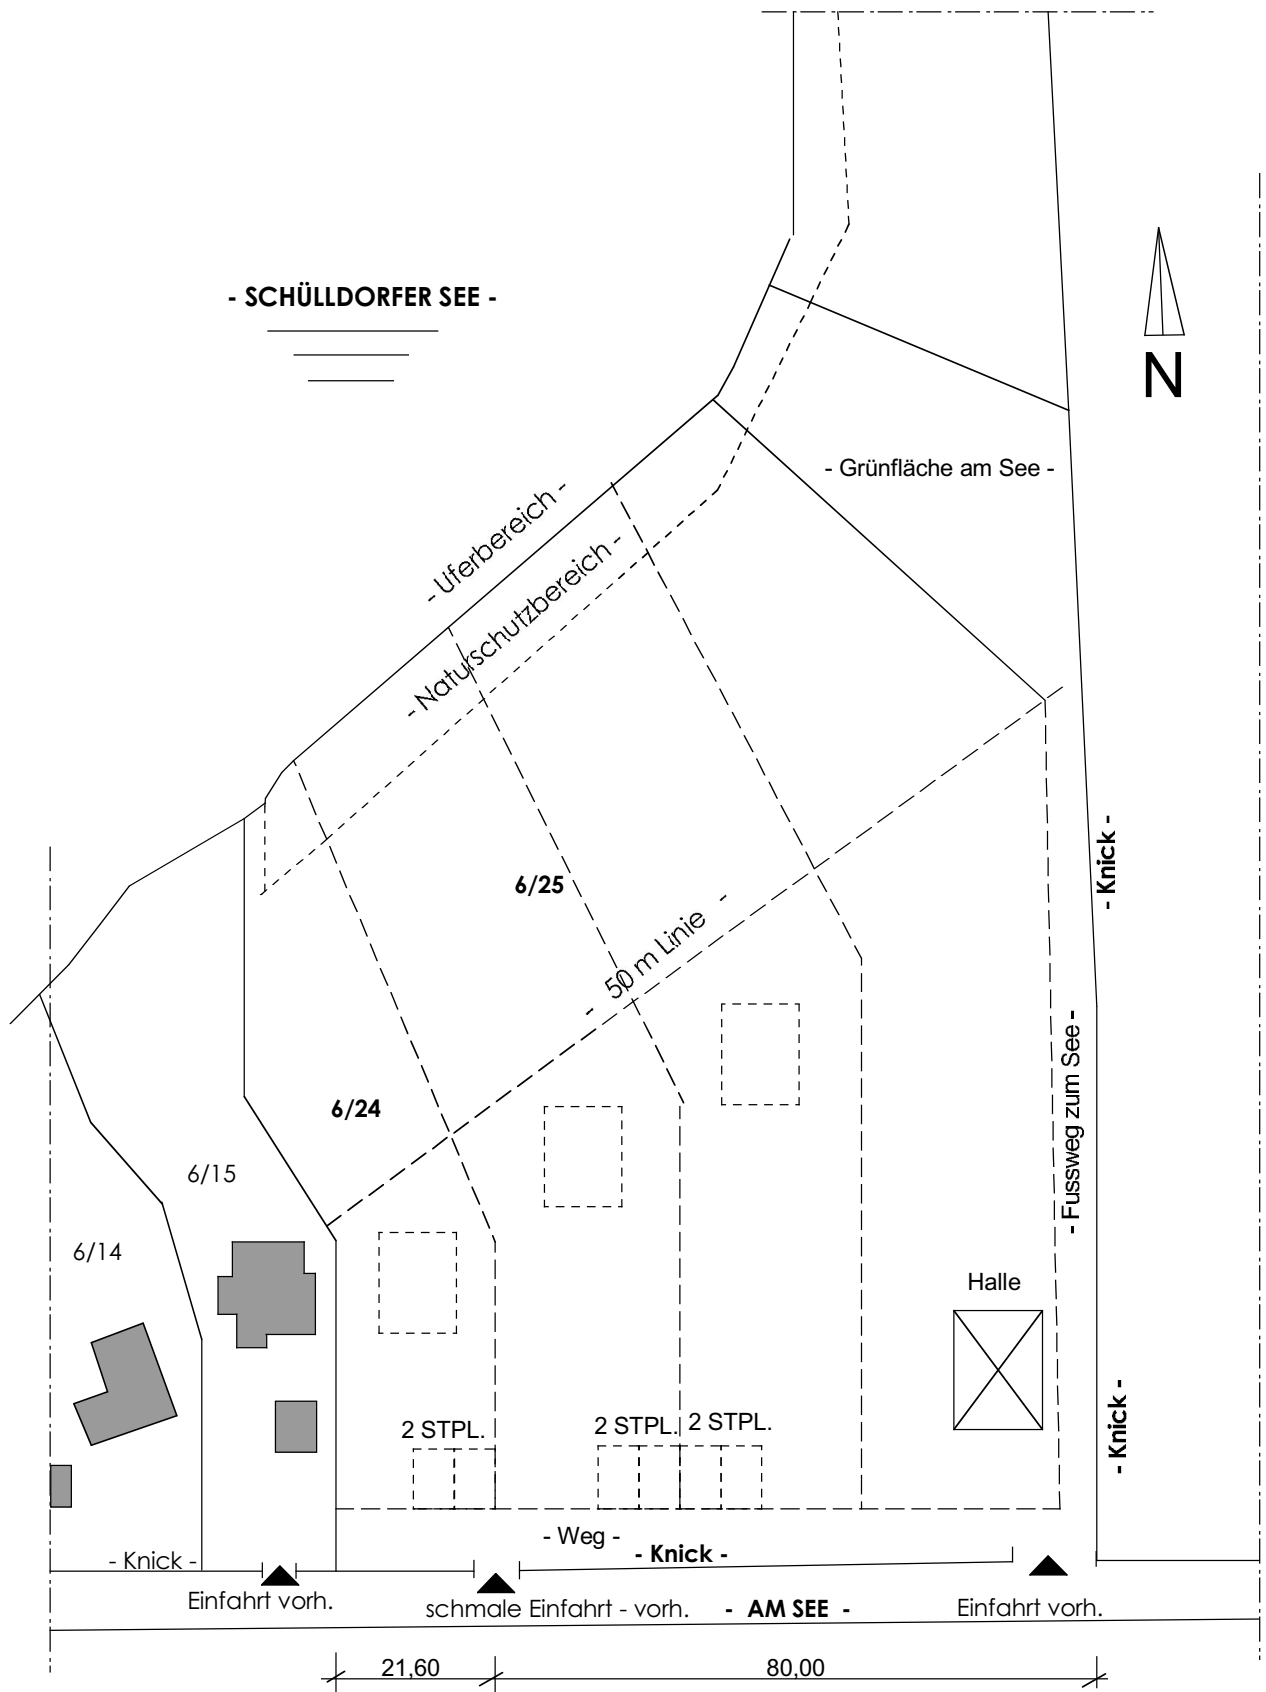 - SCHÜLLDORFER SEE -
N
- Grünfläche am See -
- Uferbereich -
- Naturschutzbereich -
- Knick -
6/25
- 50 m Linie -
- Fussweg zum See -
6/24
6/15
6/14
Halle
- Knick -
2 STPL.
2 STPL.
2 STPL.
- Weg -
- Knick -
- Knick -
Einfahrt vorh.
schmale Einfahrt - vorh.
- AM SEE -
Einfahrt vorh.
21,60
80,00